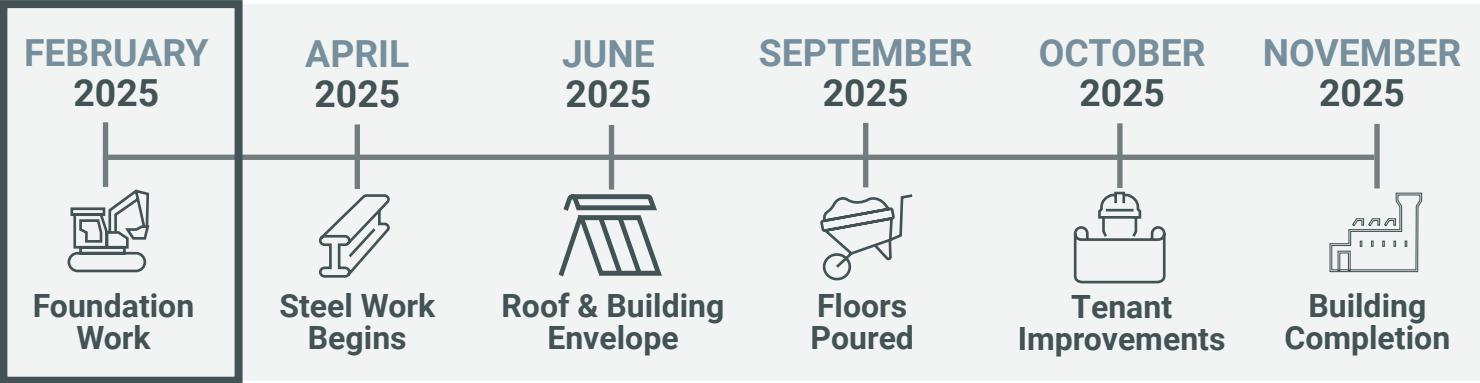 FEBRUARY
2025
Foundation
Work
APRIL
2025
Steel Work
Begins
JUNE
2025
Roof & Building
Envelope
SEPTEMBER
2025
Floors
Poured
OCTOBER
2025
Tenant
Improvements
NOVEMBER
2025
Building
Completion